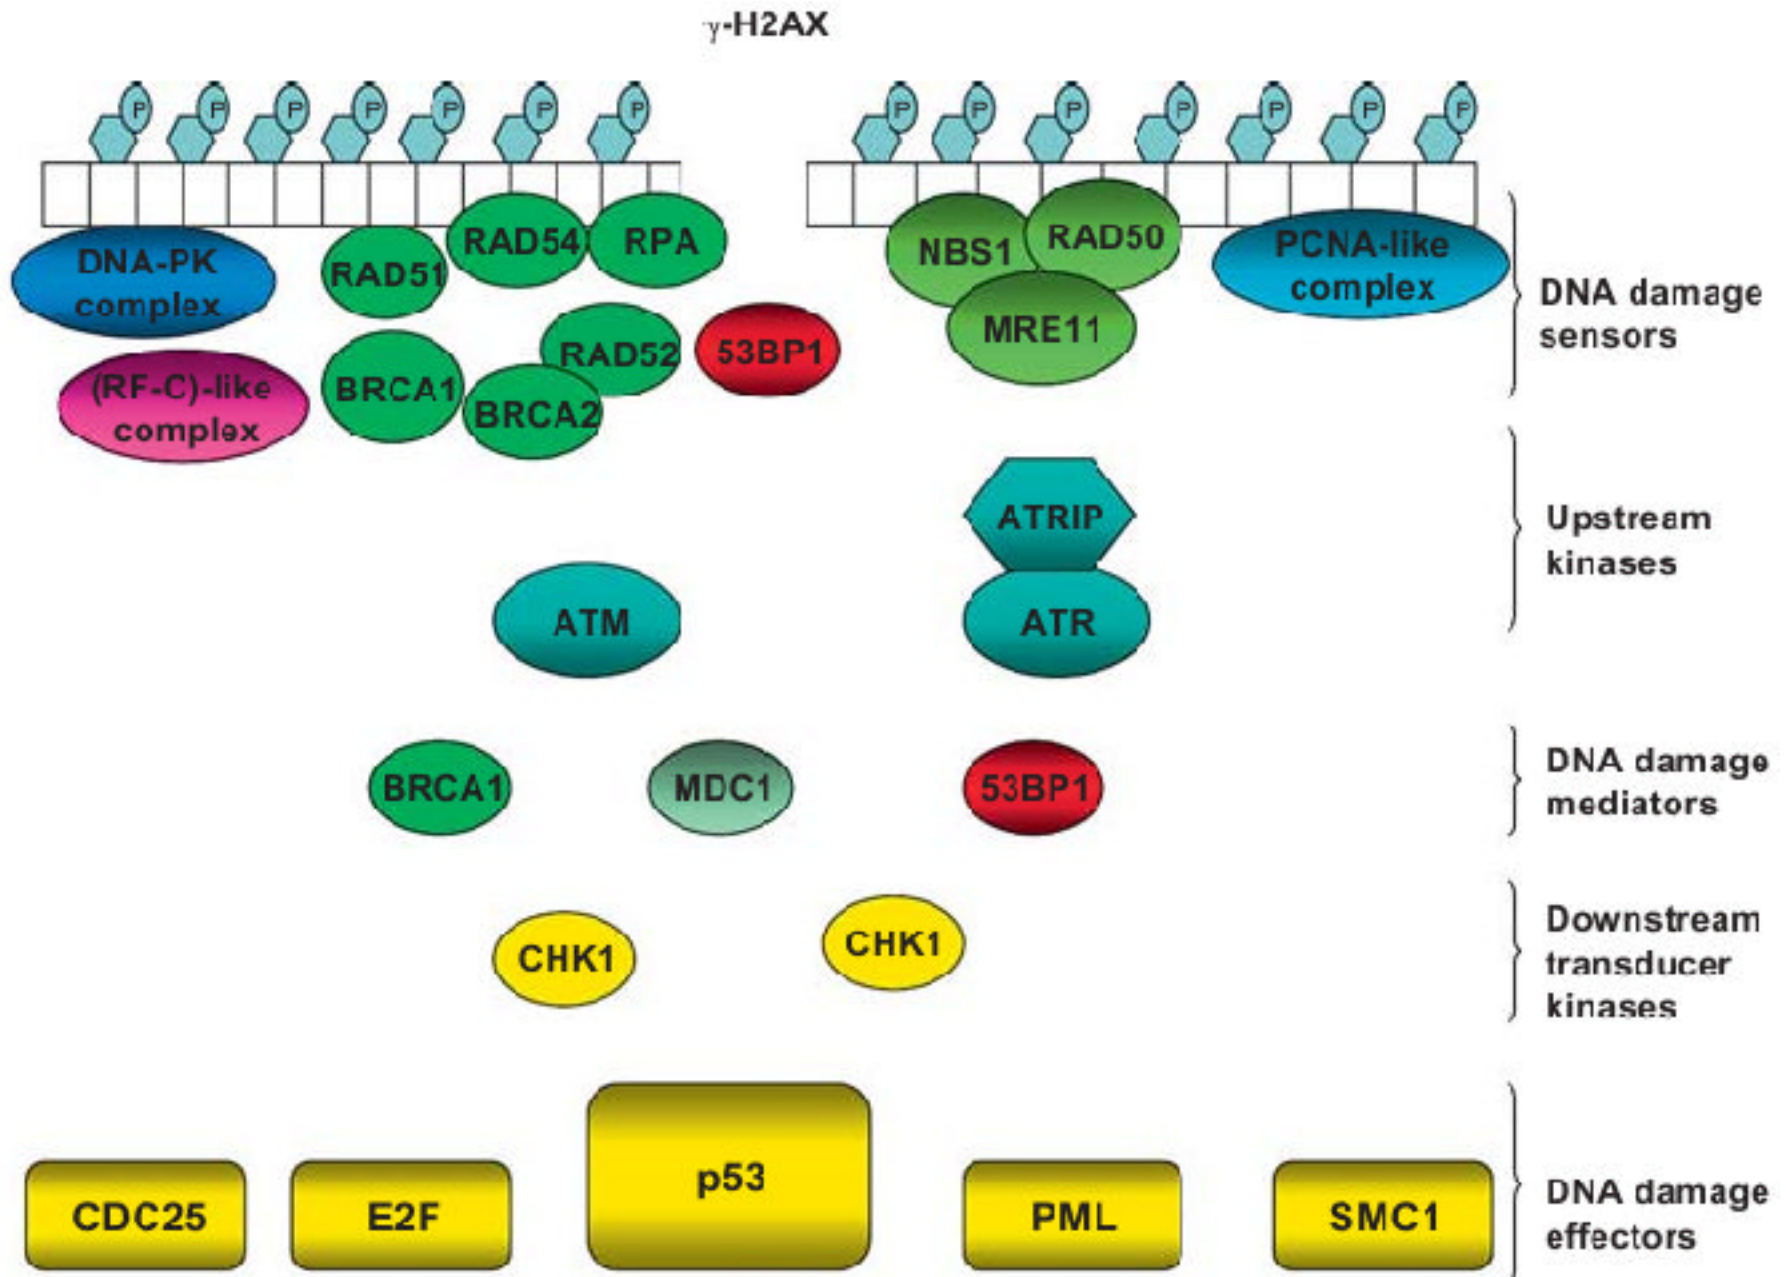 γ-H2AX
P P P P P P P P P P P P P P
DNA-PK
complex
RAD51
RAD54
RPA
NBS1
RAD50
MRE11
PCNA-like
complex
DNA damage
sensors
(RF-C)-like
complex
BRCA1
RAD52
BRCA2
53BP1
ATRIP
ATM
ATR
Upstream
kinases
BRCA1
MDC1
53BP1
DNA damage
mediators
CHK1
CHK1
Downstream
transducer
kinases
CDC25
E2F
p53
PML
SMC1
DNA damage
effectors